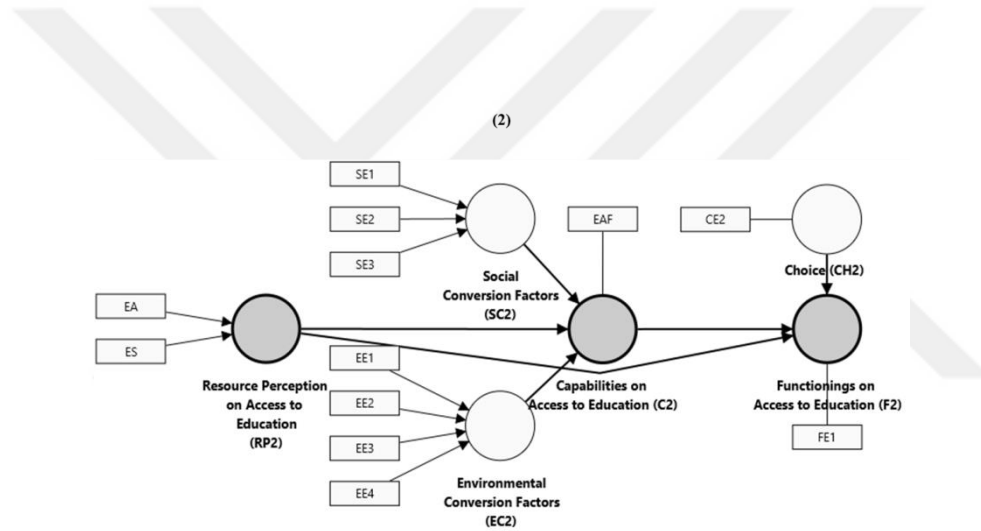 (2)
SE1
SE2
SE3
EAF
CE2
Social
Conversion Factors
(SC2)
Choice (CH2)
EA
ES
Resource Perception
on Access to
Education
(RP2)
EE1
EE2
EE3
EE4
Capabilities on
Access to Education (C2)
Functionings on
Access to Education (F2)
FE1
Environmental
Conversion Factors
(EC2)